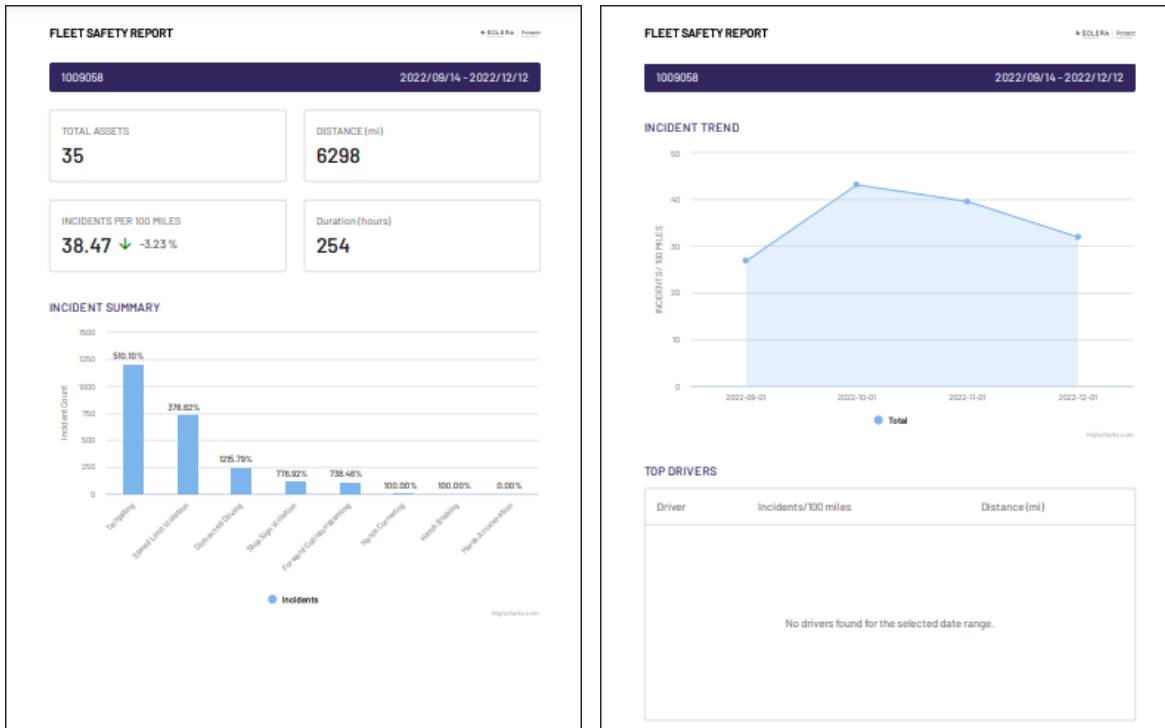 FLEET SAFETY REPORT
SOLERA | Protect
1009058
2022/09/14 - 2022/12/12
TOTAL ASSETS
35
DISTANCE (mi)
6298
INCIDENTS PER 100 MILES
38.47 ↓ -3.23 %
Duration (hours)
254
INCIDENT SUMMARY
Incident Count
1500
1250
1000
750
500
250
0
510.10%
376.62%
1215.79%
776.92%
738.46%
100.00%
100.00%
0.00%
Tailgating
Speed Limit Violation
Distracted Driving
Stop Sign Violation
Forward Collision Warning
Harsh Cornering
Harsh Braking
Harsh Acceleration
Incidents
Highcharts.com
FLEET SAFETY REPORT
SOLERA | Protect
1009058
2022/09/14 - 2022/12/12
INCIDENT TREND
INCIDENTS / 100 MILES
50
40
30
20
10
0
2022-09-01
2022-10-01
2022-11-01
2022-12-01
Total
Highcharts.com
TOP DRIVERS
Driver
Incidents/100 miles
Distance (mi)
No drivers found for the selected date range.